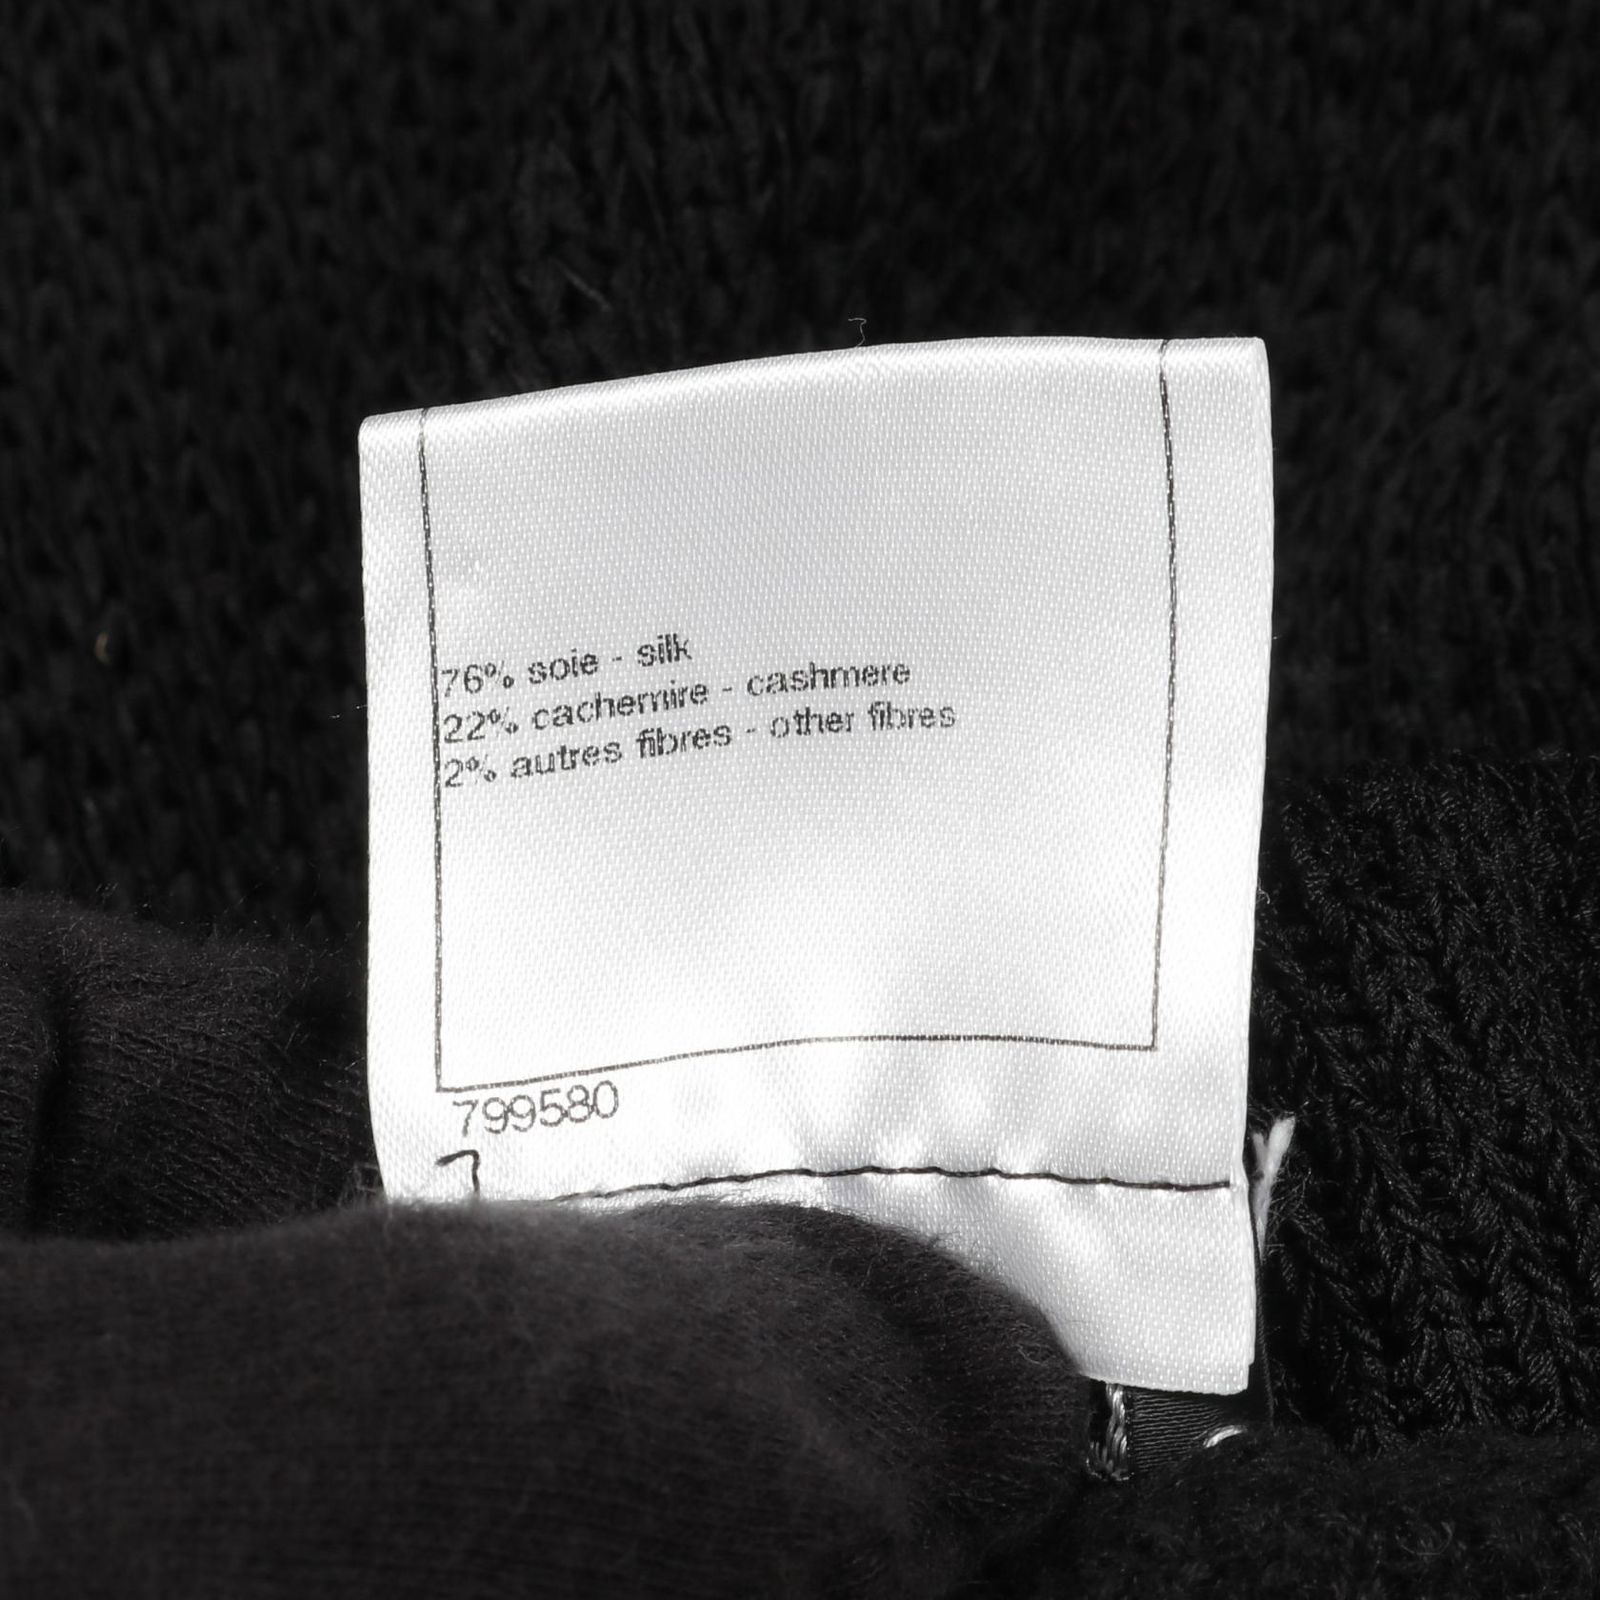 76% soie - silk
22% cachemire - cashmere
2% autres fibres - other fibres
799580